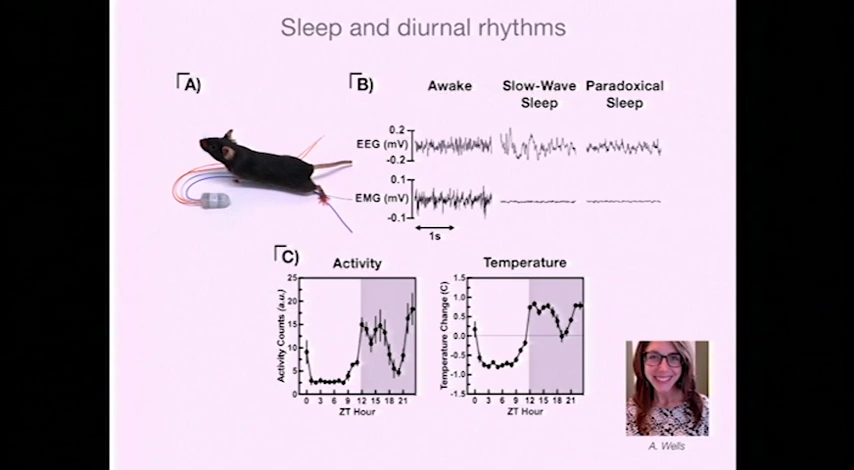 Sleep and diurnal rhythms
A)
B)
Awake
Slow-Wave
Sleep
Paradoxical
Sleep
EEG (mV)
0.2
-0.2
EMG (mV)
0.1
-0.1
1s
C)
Activity
Activity Counts (a.u.)
25
20
15
10
5
0
0 3 6 9 12 15 18 21
ZT Hour
Temperature
Temperature Change (C)
1.5
1.0
0.5
0.0
-0.5
-1.0
-1.5
0 3 6 9 12 15 18 21
ZT Hour
A. Wells